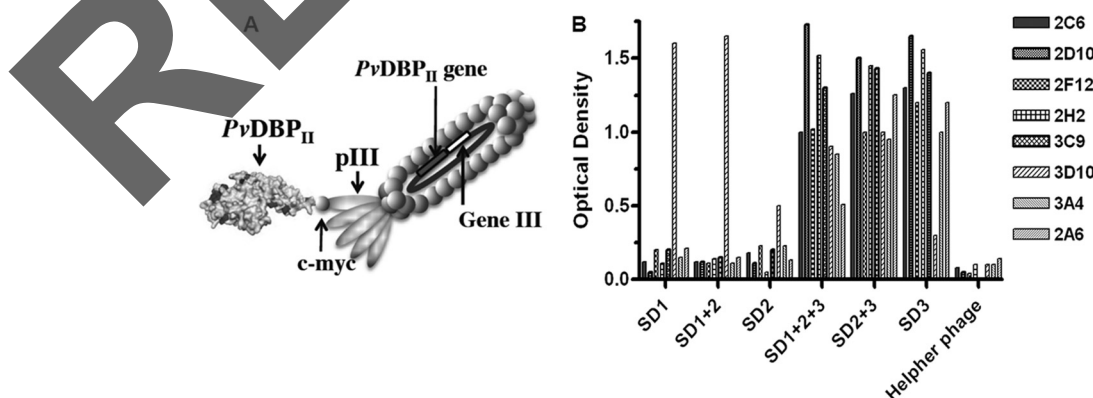 A
PvDBPII gene
PvDBPII
pIII
Gene III
c-myc
B
Optical Density
1.5
1.0
0.5
0.0
SD1
SD1+2
SD2
SD1+2+3
SD2+3
SD3
Helpher phage
2C6
2D10
2F12
2H2
3C9
3D10
3A4
2A6